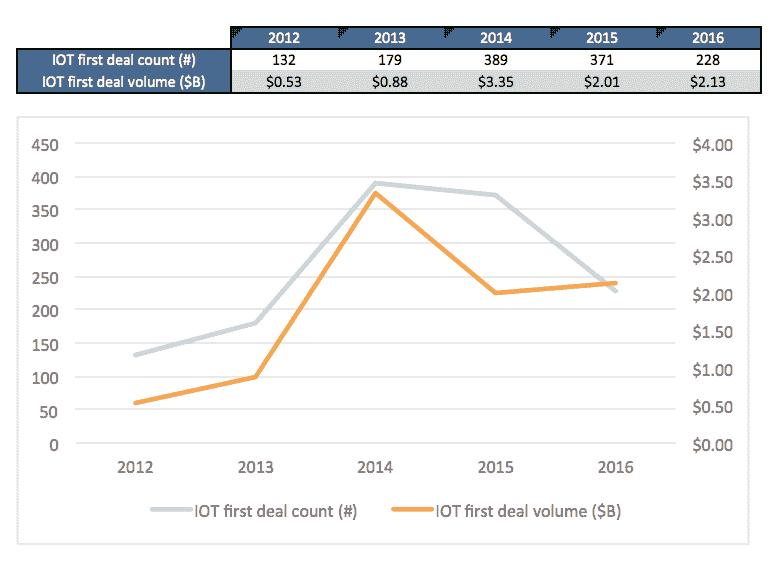 2012 2013 2014 2015 2016
IOT first deal count (#) 132 179 389 371 228
IOT first deal volume ($B) $0.53 $0.88 $3.35 $2.01 $2.13
450 $4.00
400 $3.50
350 $3.00
300 $2.50
250 $2.00
200 $1.50
150 $1.00
100 $0.50
50 $0.00
0
2012 2013 2014 2015 2016
IOT first deal count (#) IOT first deal volume ($B)